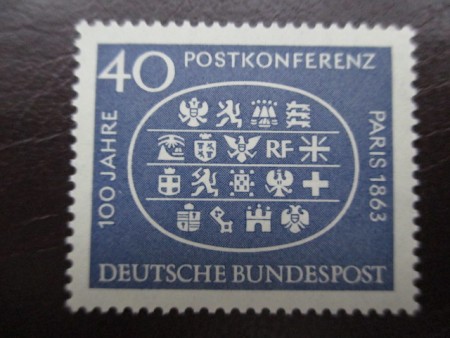 40 POSTKONFERENZ
100 JAHRE
RF
PARIS 1863
DEUTSCHE BUNDESPOST